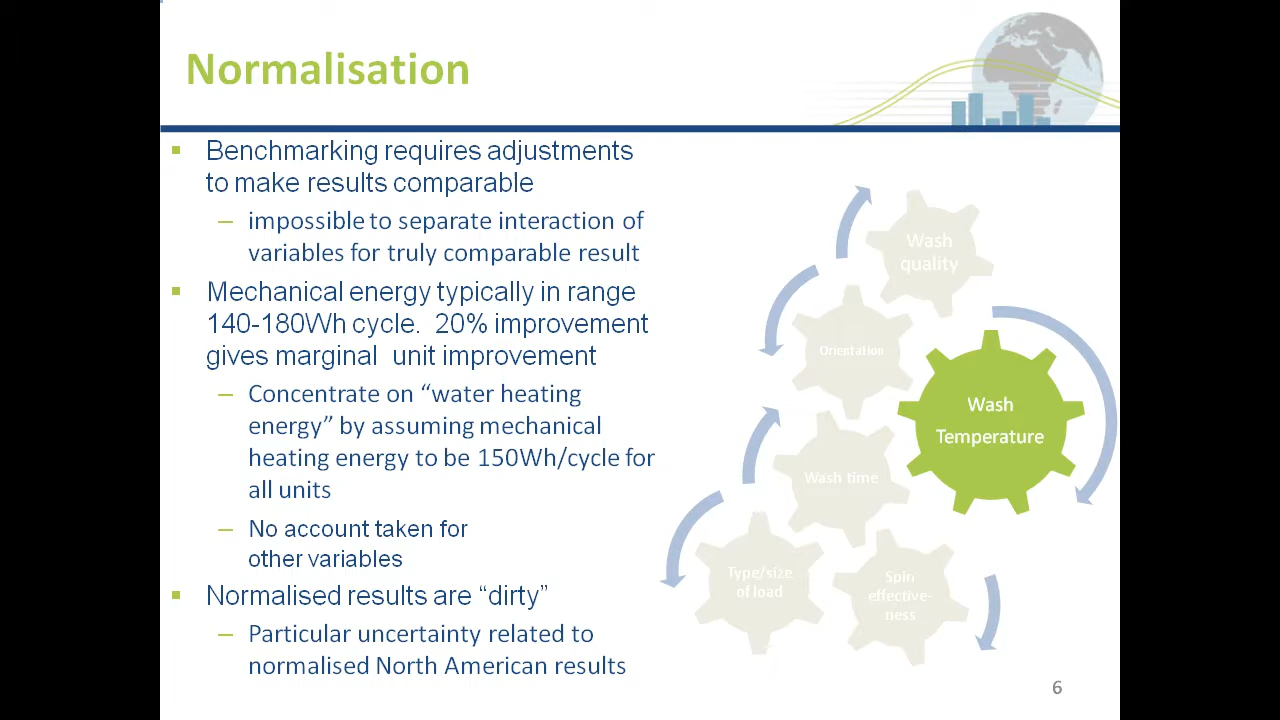 Normalisation
Benchmarking requires adjustments
to make results comparable
– impossible to separate interaction of
variables for truly comparable result
Mechanical energy typically in range
140-180Wh cycle.  20% improvement
gives marginal  unit improvement
– Concentrate on “water heating
energy” by assuming mechanical
heating energy to be 150Wh/cycle for
all units
– No account taken for
other variables
Normalised results are “dirty”
– Particular uncertainty related to
normalised North American results
Wash
quality
Orientation
Wash
Temperature
Wash time
Type/size
of load
Spin
effective-
ness
6